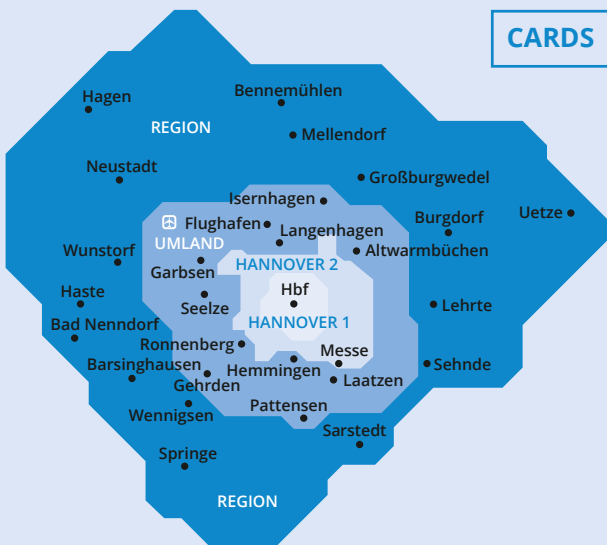 CARDS
Hagen
Bennemühlen
REGION
Mellendorf
Neustadt
Großburgwedel
Isernhagen
Uetze
Flughafen
Burgdorf
Langenhagen
UMLAND
Altwarmbüchen
Wunstorf
HANNOVER 2
Garbsen
Hbf
Haste
Seelze
Lehrte
Bad Nenndorf
HANNOVER 1
Ronnenberg
Messe
Barsinghausen
Hemmingen
Sehnde
Gehrden
Laatzen
Pattensen
Wennigsen
Sarstedt
Springe
REGION